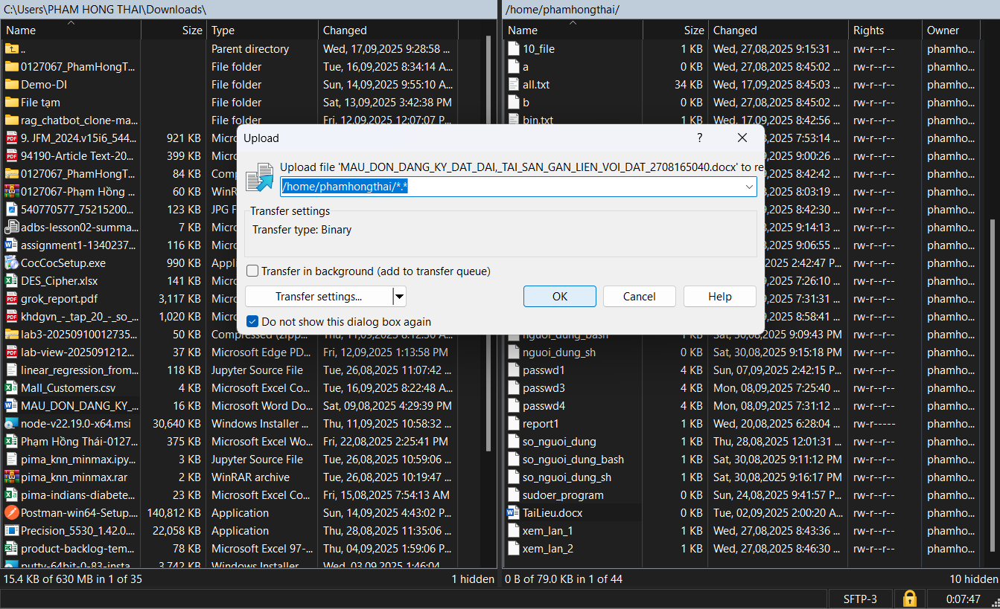 C:\Users\PHAM HONG THAI\Downloads\
Name Size Type Changed
.. Parent directory Wed, 17,09,2025 9:28:58 ...
0127067_PhamHongT... File folder Tue, 16,09,2025 8:34:14 A...
Demo-DI File folder Sun, 14,09,2025 9:55:10 A...
File tạm File folder Sat, 13,09,2025 3:42:38 PM
rag_chatbot_clone-ma... File folder Fri, 12,09,2025 12:07:07 P...
9. JFM_2024.v15i6_544... 921 KB Micro
94190-Article Text-20... 399 KB Micro
0127067_PhamHongT... 84 KB Comp
0127067-Phạm Hồng ... 60 KB WinR
540770577_75215200... 123 KB JPG F
adbs-lesson02-summa... 7 KB Micro
assignment1-1340237... 116 KB Micro
CocCocSetup.exe 990 KB Appli
DES_Cipher.xlsx 141 KB Micro
grok_report.pdf 3,117 KB Micro
khdgvn_-_tap_20_-_so_... 1,020 KB Micro
lab3-20250910012735... 50 KB Compressed (zipp... Thu, 11,09,2025 8:12:30 A...
lab-view-2025091212... 37 KB Microsoft Edge PD... Fri, 12,09,2025 1:13:58 PM
linear_regression_from... 118 KB Jupyter Source File Tue, 26,08,2025 11:07:42 ...
Mall_Customers.csv 4 KB Microsoft Excel Co... Tue, 16,09,2025 8:22:48 A...
MAU_DON_DANG_KY_... 16 KB Microsoft Word Do... Sat, 09,08,2025 4:29:39 PM
node-v22.19.0-x64.msi 30,640 KB Windows Installer ... Thu, 11,09,2025 10:58:32 ...
Phạm Hồng Thái-0127... 375 KB Microsoft Excel Wo... Fri, 22,08,2025 2:25:41 PM
pima_knn_minmax.ipy... 3 KB Jupyter Source File Tue, 26,08,2025 10:59:06 ...
pima_knn_minmax.rar 2 KB WinRAR archive Tue, 26,08,2025 10:19:47 ...
pima-indians-diabete... 23 KB Microsoft Excel Co... Fri, 15,08,2025 7:54:13 AM
Postman-win64-Setup.... 140,812 KB Application Sun, 14,09,2025 4:43:02 P...
Precision_5530_1.42.0.... 22,058 KB Application Thu, 28,08,2025 11:35:06 ...
product-backlog-tem... 78 KB Microsoft Excel 97-... Thu, 04,09,2025 1:59:06 P...
putty-64bit-0-83-insta... 3,742 KB Windows Installer ... Wed, 03,09,2025 1:46:04 ...
15.4 KB of 630 MB in 1 of 35 1 hidden
/home/phamhongthai/
Name Size Changed Rights Owner
10_file 1 KB Wed, 27,08,2025 9:15:31 ... rw-r--r-- phamho...
a 0 KB Wed, 27,08,2025 8:45:02 ... rw-r--r-- phamho...
all.txt 34 KB Wed, 17,09,2025 8:45:03 ... rw-r--r-- phamho...
b 0 KB Wed, 27,08,2025 8:45:02 ... rw-r--r-- phamho...
bin.txt 1 KB Wed, 17,09,2025 8:42:56 ... rw-r--r-- phamho...
,2025 7:53:14 ... rw-r--r-- phamho...
,2025 9:00:26 ... rw-r--r-- phamho...
,2025 8:42:42 ... rw-r--r-- phamho...
,2025 8:03:19 ... rw-r--r-- phamho...
,2025 8:42:30 ... rw-r--r-- phamho...
,2025 9:14:13 ... rw-r--r-- phamho...
,2025 9:06:55 ... rw-r--r-- phamho...
,2025 2:42:47 P... rw-r--r-- phamho...
,2025 7:26:10 ... rw-r--r-- phamho...
,2025 7:31:31 ... rw-r--r-- phamho...
,2025 8:58:41 ... rw-r--r-- phamho...
nguoi_dung_bash 0 KB Sat, 30,08,2025 9:09:43 PM rw-r--r-- phamho...
nguoi_dung_sh 0 KB Sat, 30,08,2025 9:15:18 PM rw-r--r-- phamho...
passwd1 4 KB Sun, 07,09,2025 2:42:15 P... rw-r--r-- phamho...
passwd3 4 KB Mon, 08,09,2025 7:25:40 ... rw-r--r-- phamho...
passwd4 4 KB Mon, 08,09,2025 7:31:12 ... rw-r--r-- phamho...
report1 1 KB Wed, 20,08,2025 6:28:04 ... rw-r----- phamho...
so_nguoi_dung 1 KB Thu, 28,08,2025 12:01:31 ... rw-r--r-- phamho...
so_nguoi_dung_bash 1 KB Sat, 30,08,2025 9:11:12 PM rw-r--r-- phamho...
so_nguoi_dung_sh 1 KB Sat, 30,08,2025 9:16:17 PM rw-r--r-- phamho...
sudoer_program 0 KB Sun, 24,08,2025 9:41:57 P... rw-r--r-- phamho...
TaiLieu.docx 0 KB Tue, 02,09,2025 2:00:20 A... rw-r--r-- phamho...
xem_lan_1 1 KB Wed, 27,08,2025 8:43:36 ... rw-r--r-- phamho...
xem_lan_2 1 KB Wed, 27,08,2025 8:46:30 ... rw-r--r-- phamho...
0 B of 79.0 KB in 1 of 44 10 hidden
Upload ?
Upload file 'MAU_DON_DANG_KY_DAT_DAI,_TAI_SAN_GAN_LIEN_VOI_DAT_2708165040.docx' to re
/home/phamhongthai/*.*
Transfer settings
Transfer type: Binary
Transfer in background (add to transfer queue)
Transfer settings... OK Cancel Help
Do not show this dialog box again
SFTP-3 0:07:47